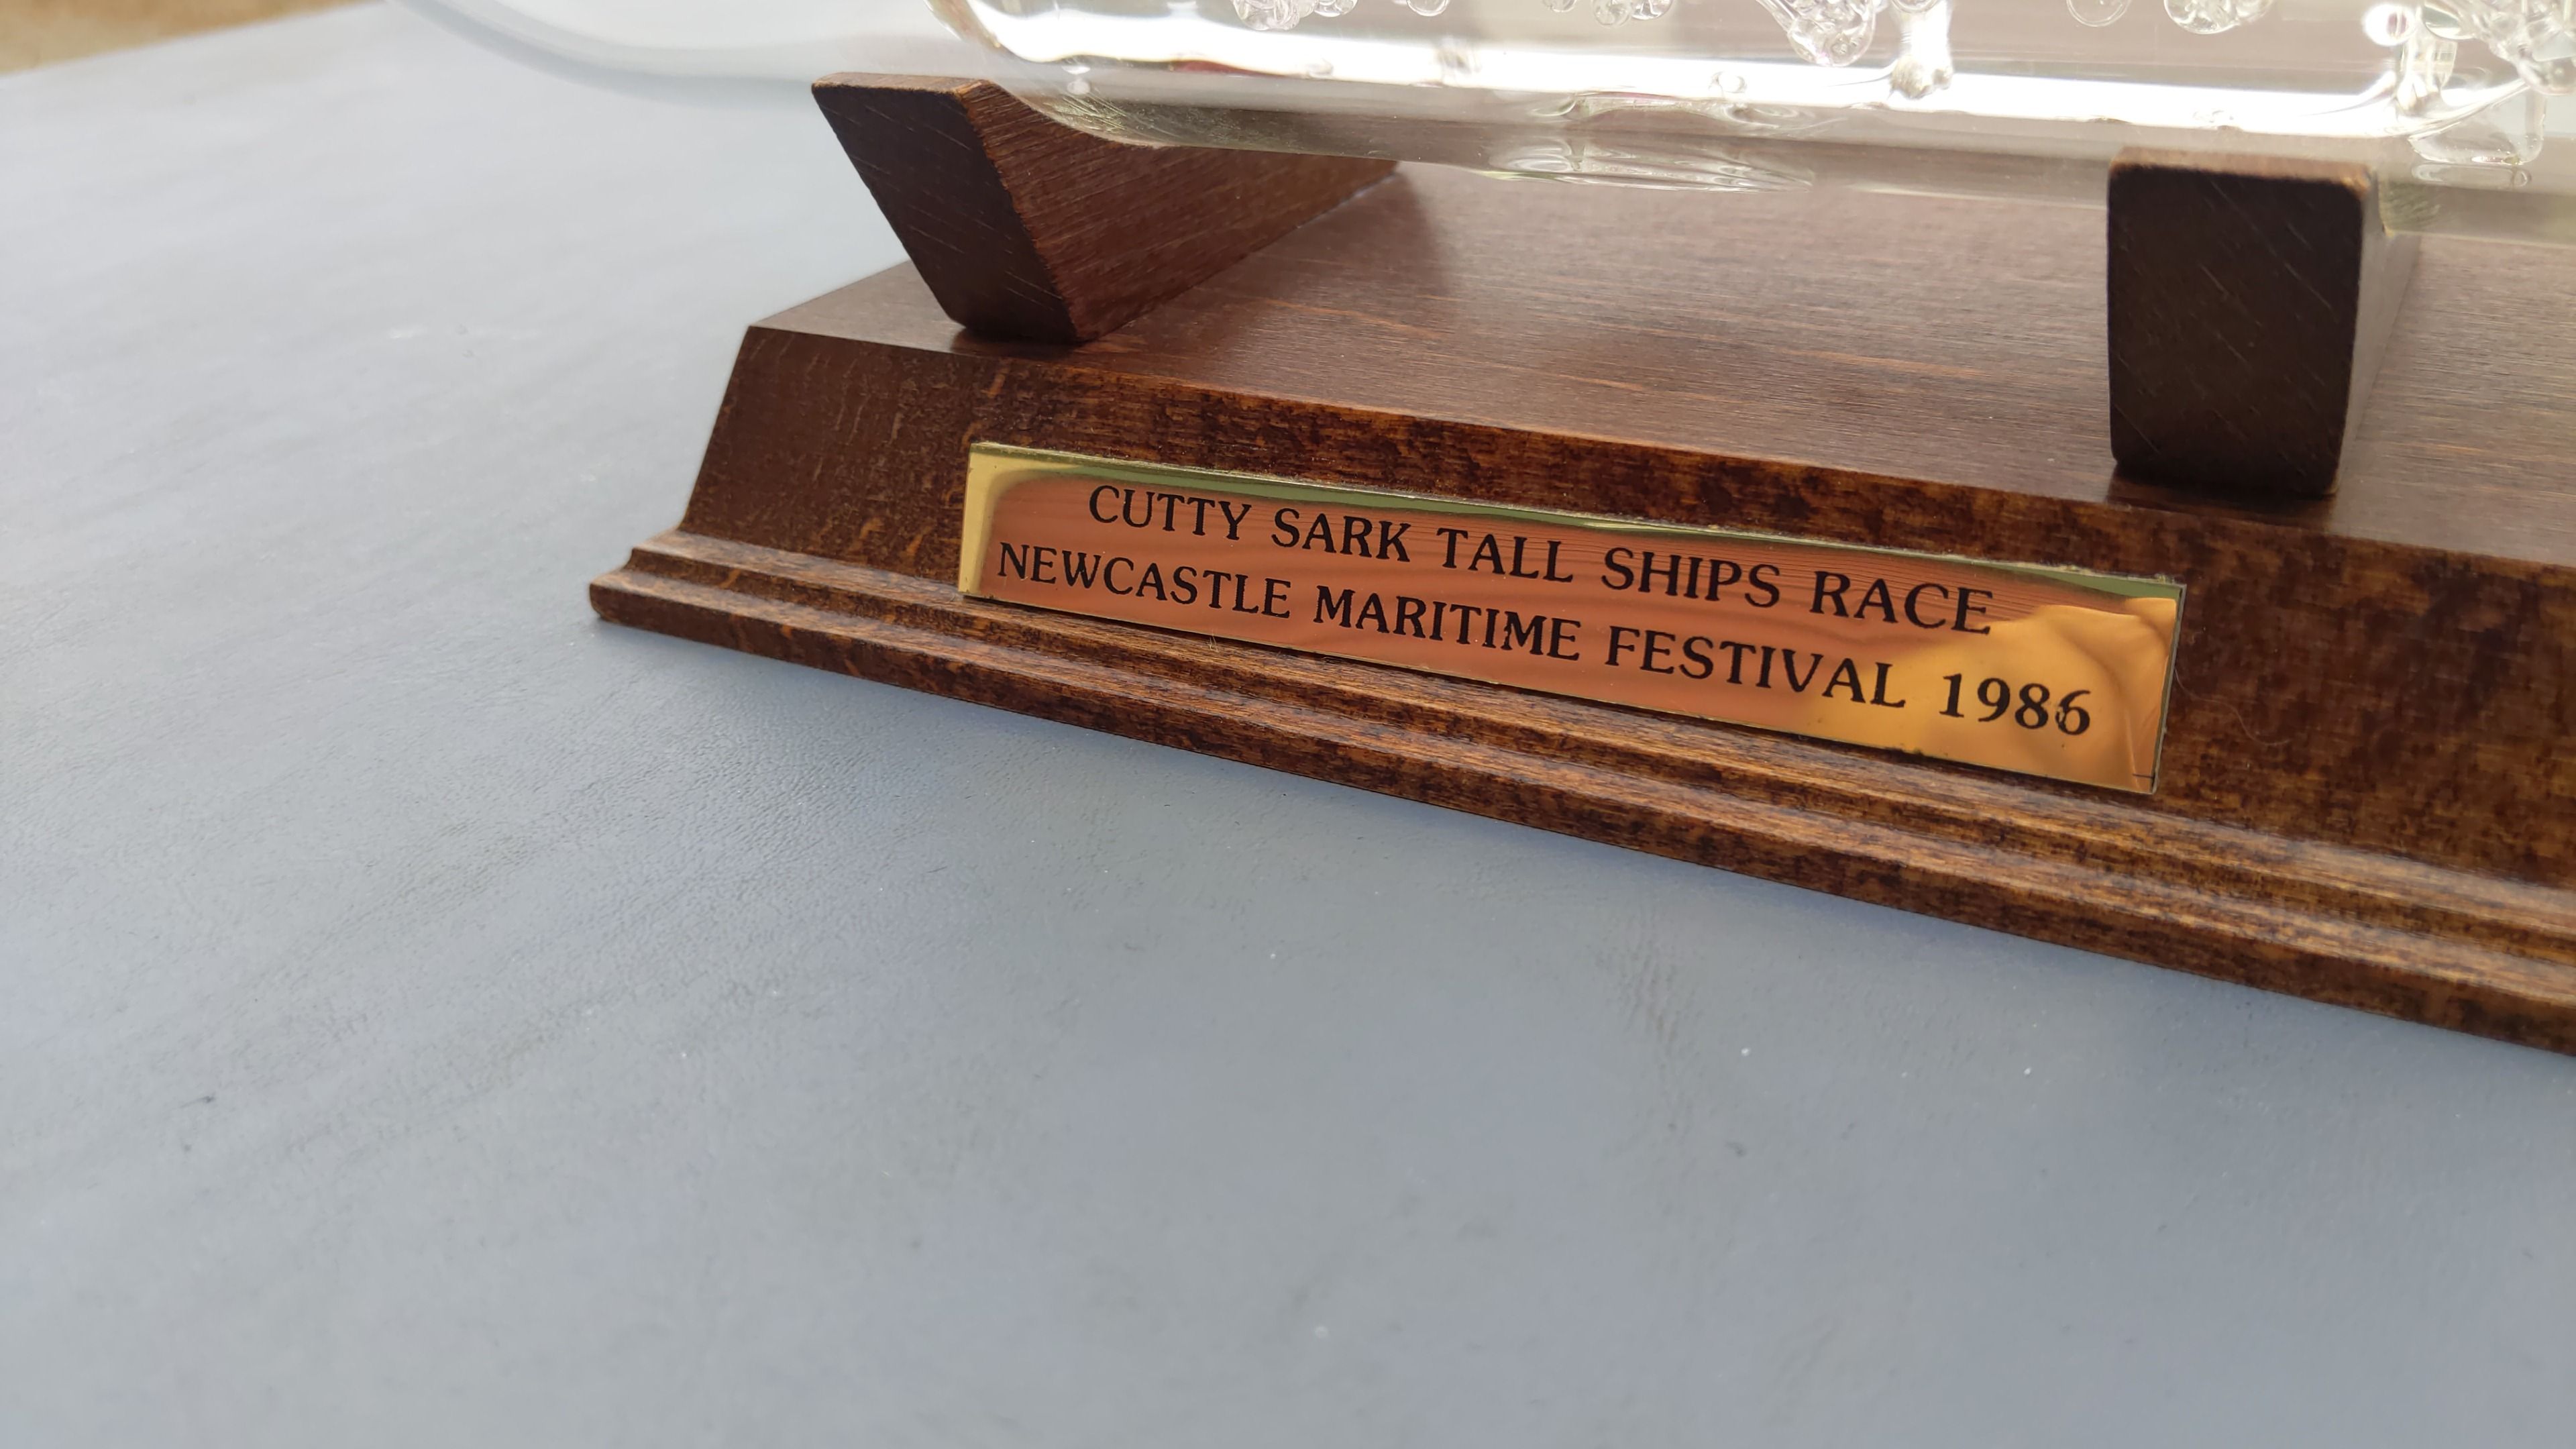 CUTTY SARK TALL SHIPS RACE
NEWCASTLE MARITIME FESTIVAL 1986